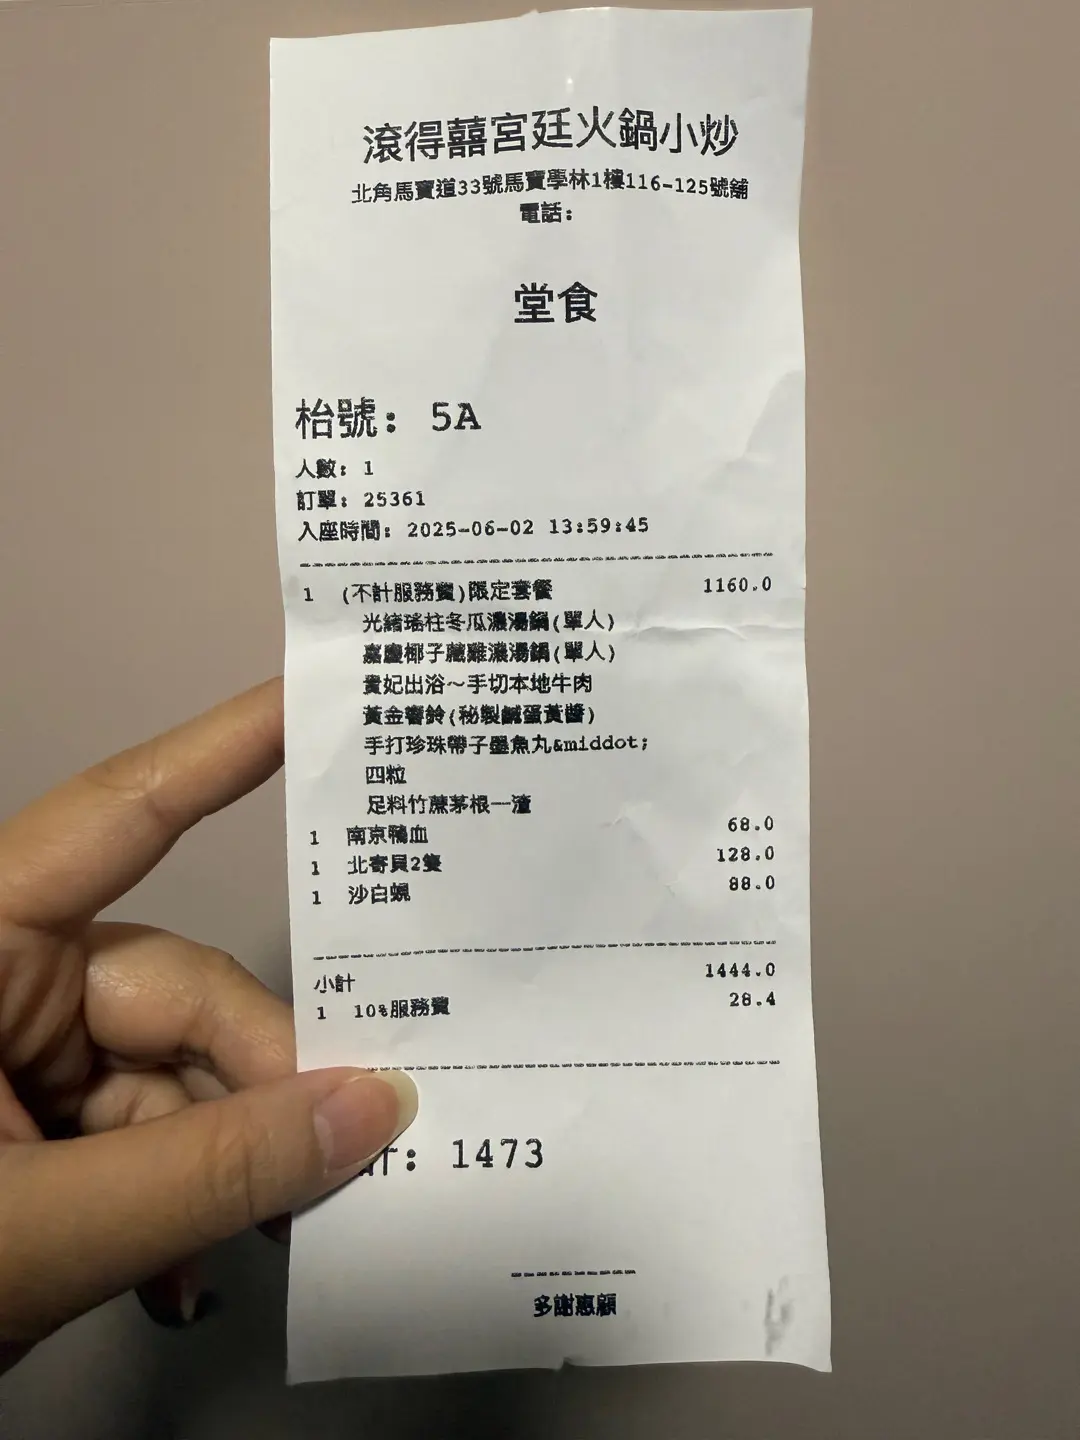 滾得囍宮廷火鍋小炒
北角馬寶道33號馬寶學林1樓116-125號舖
電話:
堂食
枱號: 5A
人數: 1
訂單: 25361
入座時間: 2025-06-02 13:59:45
1 (不計服務費)限定套餐 1160.0
光緒瑤柱冬瓜濃湯鍋(單人)
嘉慶椰子藏雞濃湯鍋(單人)
貴妃出浴～手切本地牛肉
黃金響鈴(秘製鹹蛋黃醬)
手打珍珠帶子墨魚丸&middot;
四粒
足料竹蔗茅根一渣
1 南京鴨血 68.0
1 北寄貝2隻 128.0
1 沙白蜆 88.0
小計 1444.0
1 10%服務費 28.4
計: 1473
多謝惠顧